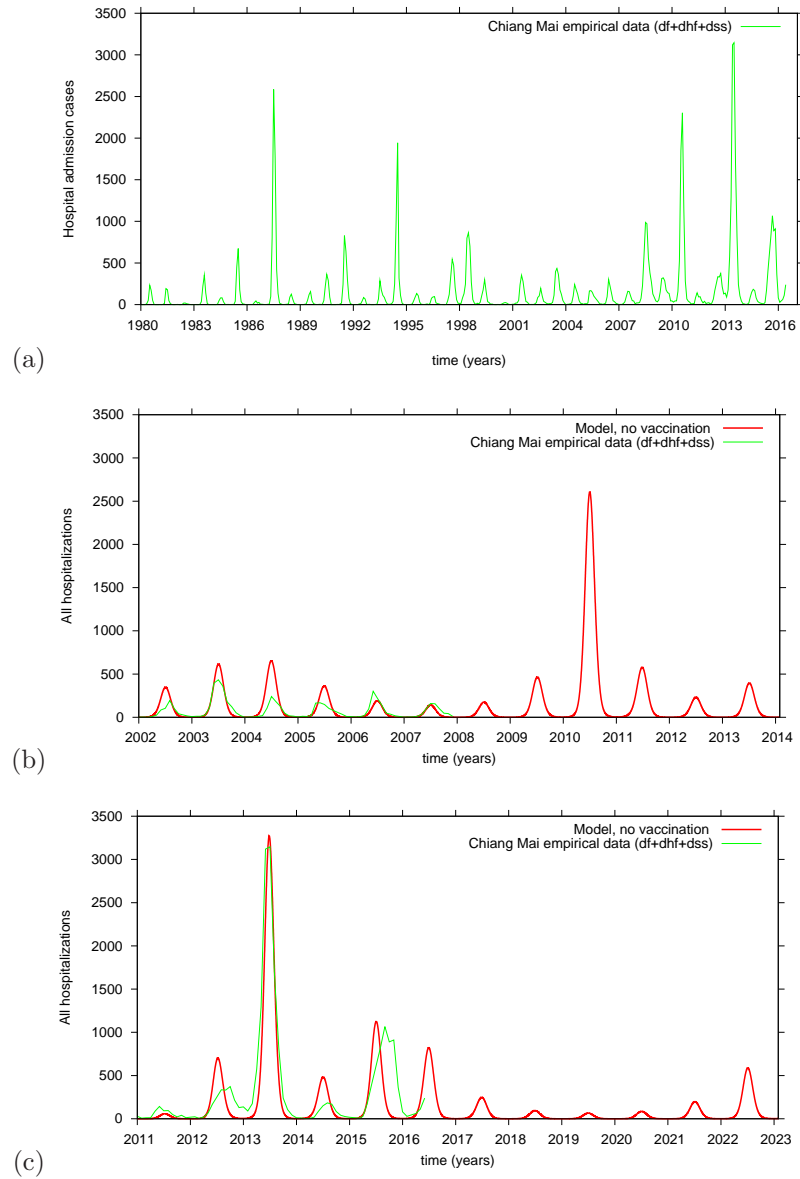 3500
3000
2500
2000
1500
1000
500
0
Hospital admission cases
Chiang Mai empirical data (df+dhf+dss)
1980 1983 1986 1989 1992 1995 1998 2001 2004 2007 2010 2013 2016
time (years)
(a)
3500
3000
2500
2000
1500
1000
500
0
All hospitalizations
Model, no vaccination
Chiang Mai empirical data (df+dhf+dss)
2002 2003 2004 2005 2006 2007 2008 2009 2010 2011 2012 2013 2014
time (years)
(b)
3500
3000
2500
2000
1500
1000
500
0
All hospitalizations
Model, no vaccination
Chiang Mai empirical data (df+dhf+dss)
2011 2012 2013 2014 2015 2016 2017 2018 2019 2020 2021 2022 2023
time (years)
(c)